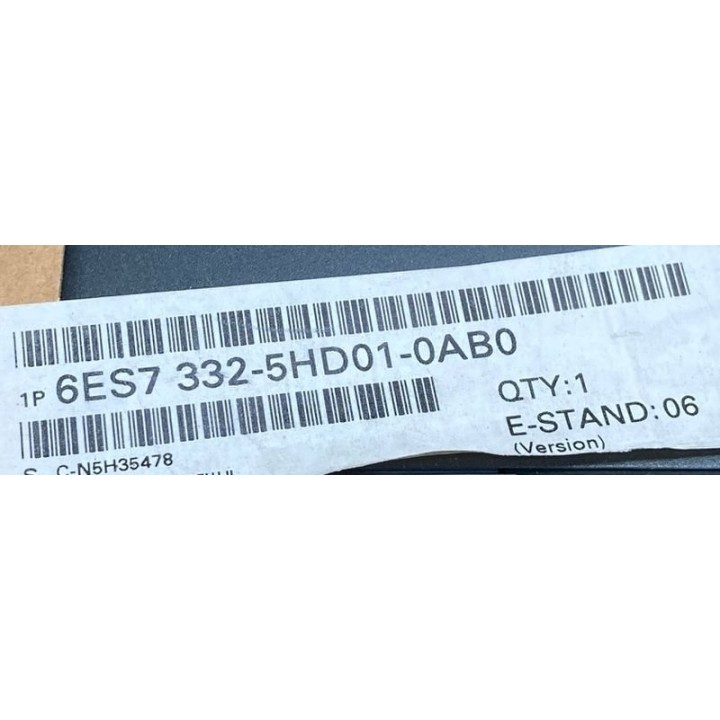 1P 6ES7 332-5HD01-0AB0
QTY:1
E-STAND:06
(Version)
S C-N5H35478